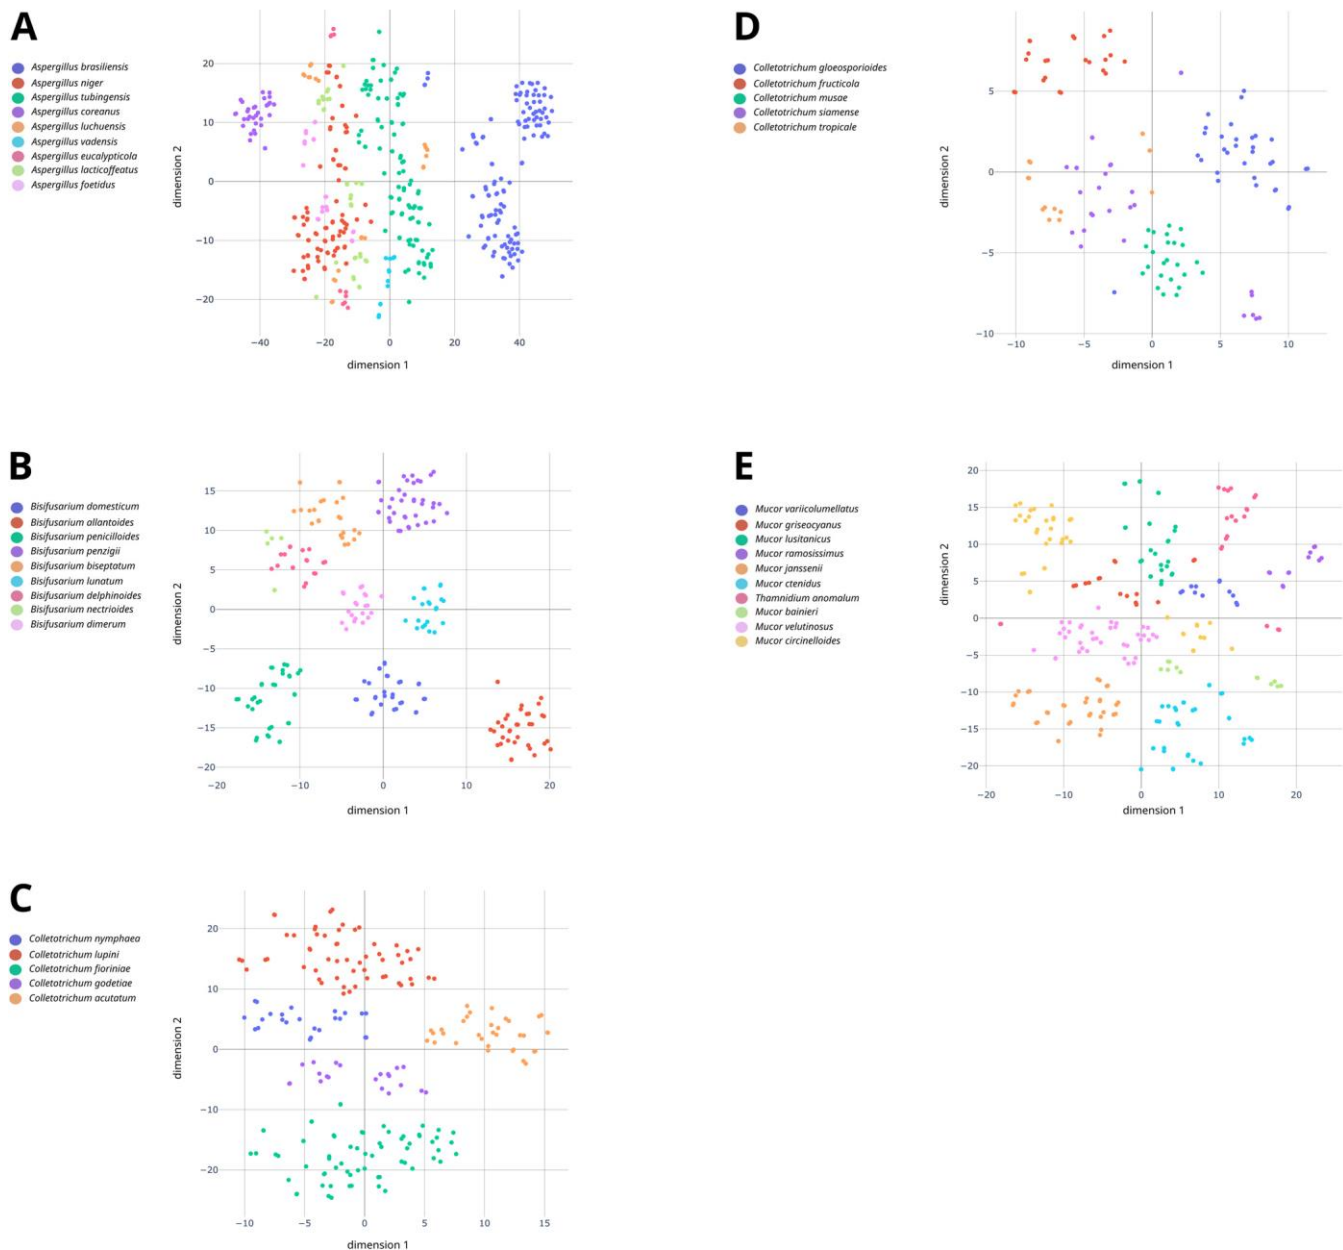 A
Aspergillus brasiliensis
Aspergillus niger
Aspergillus tubingensis
Aspergillus coreanus
Aspergillus luchuensis
Aspergillus vadensis
Aspergillus eucalypticola
Aspergillus lacticoffeatus
Aspergillus foetidus
dimension 2
20
10
0
−10
−20
−40
−20
0
20
40
dimension 1
D
Colletotrichum gloeosporioides
Colletotrichum fructicola
Colletotrichum musae
Colletotrichum siamense
Colletotrichum tropicale
dimension 2
5
0
−5
−10
−10
−5
0
5
10
dimension 1
B
Bisifusarium domesticum
Bisifusarium allantoides
Bisifusarium penicilloides
Bisifusarium penzigii
Bisifusarium biseptatum
Bisifusarium lunatum
Bisifusarium delphinoides
Bisifusarium nectrioides
Bisifusarium dimerum
dimension 2
15
10
5
0
−5
−10
−15
−20
−20
−10
0
10
20
dimension 1
E
Mucor variicolumellatus
Mucor griseocyanus
Mucor lusitanicus
Mucor ramosissimus
Mucor janssenii
Mucor ctenidus
Thamnidium anomalum
Mucor bainieri
Mucor velutinosus
Mucor circinelloides
dimension 2
20
15
10
5
0
−5
−10
−15
−20
−20
−10
0
10
20
dimension 1
C
Colletotrichum nymphaea
Colletotrichum lupini
Colletotrichum fioriniae
Colletotrichum godetiae
Colletotrichum acutatum
dimension 2
20
10
0
−10
−20
−10
−5
0
5
10
15
dimension 1